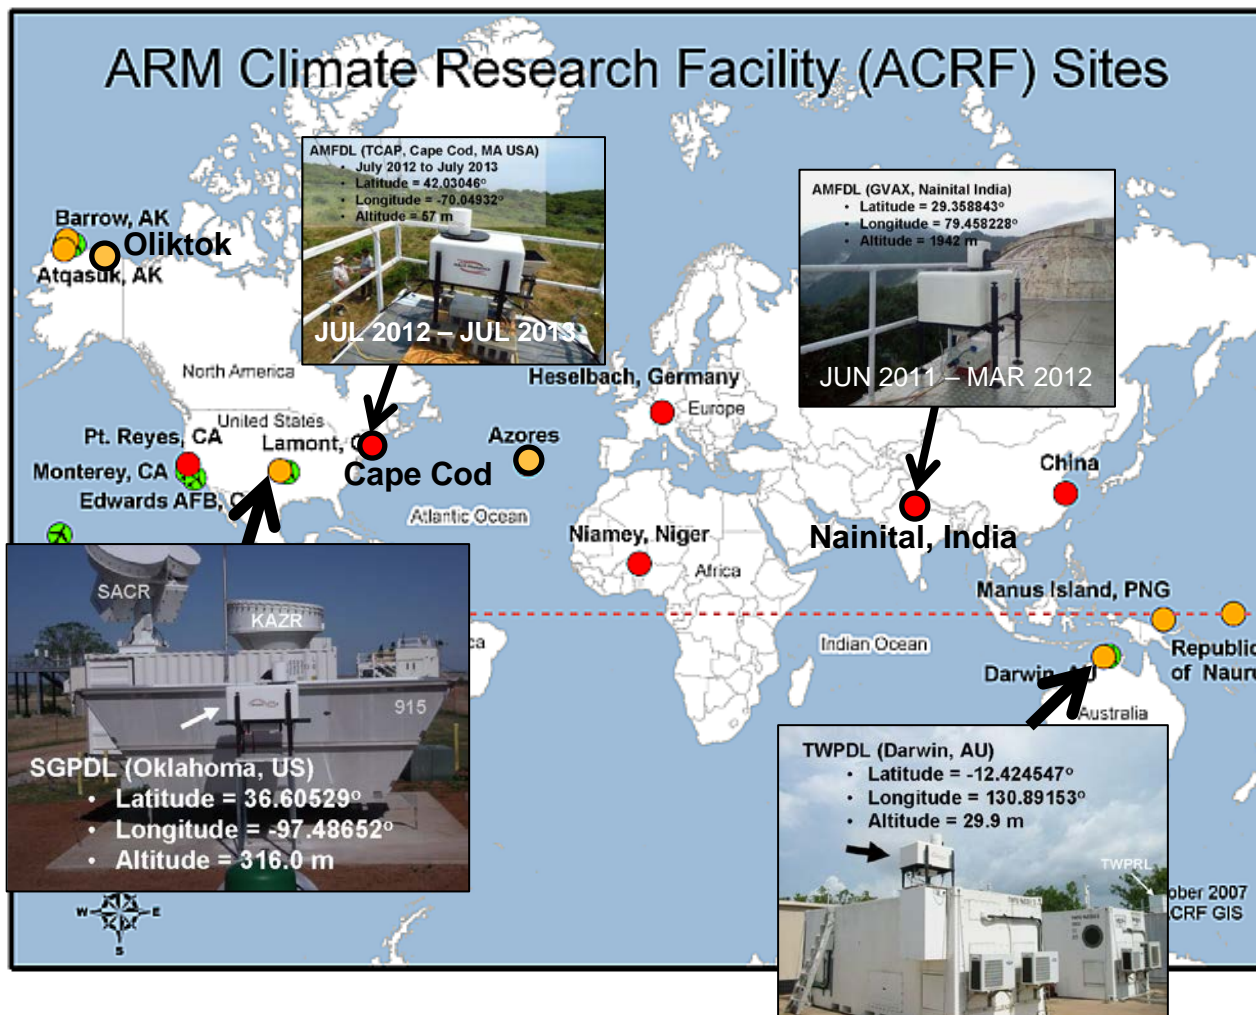 ARM Climate Research Facility (ACRF) Sites
AMFDL (TCAP, Cape Cod, MA USA)
• July 2012 to July 2013
• Latitude = 42.03046°
• Longitude = -70.04932°
• Altitude = 57 m
JUL 2012 – JUL 2013
AMFDL (GVAX, Nainital India)
• Latitude = 29.358843°
• Longitude = 79.458228°
• Altitude = 1942 m
JUN 2011 – MAR 2012
Barrow, AK
Oliktok
Atqasuk, AK
North America
United States
Pt. Reyes, CA
Lamont,
Monterey, CA
Edwards AFB,
Cape Cod
Azores
Atlantic Ocean
Heselbach, Germany
Europe
China
Niamey, Niger
Africa
Nainital, India
Manus Island, PNG
Indian Ocean
Republic
of Nauru
Darwin,
Australia
SACR
KAZR
915
SGPDL (Oklahoma, US)
• Latitude = 36.60529°
• Longitude = -97.48652°
• Altitude = 316.0 m
TWPDL (Darwin, AU)
• Latitude = -12.424547°
• Longitude = 130.89153°
• Altitude = 29.9 m
TWPRL
ober 2007
CRF GIS
W
E
S